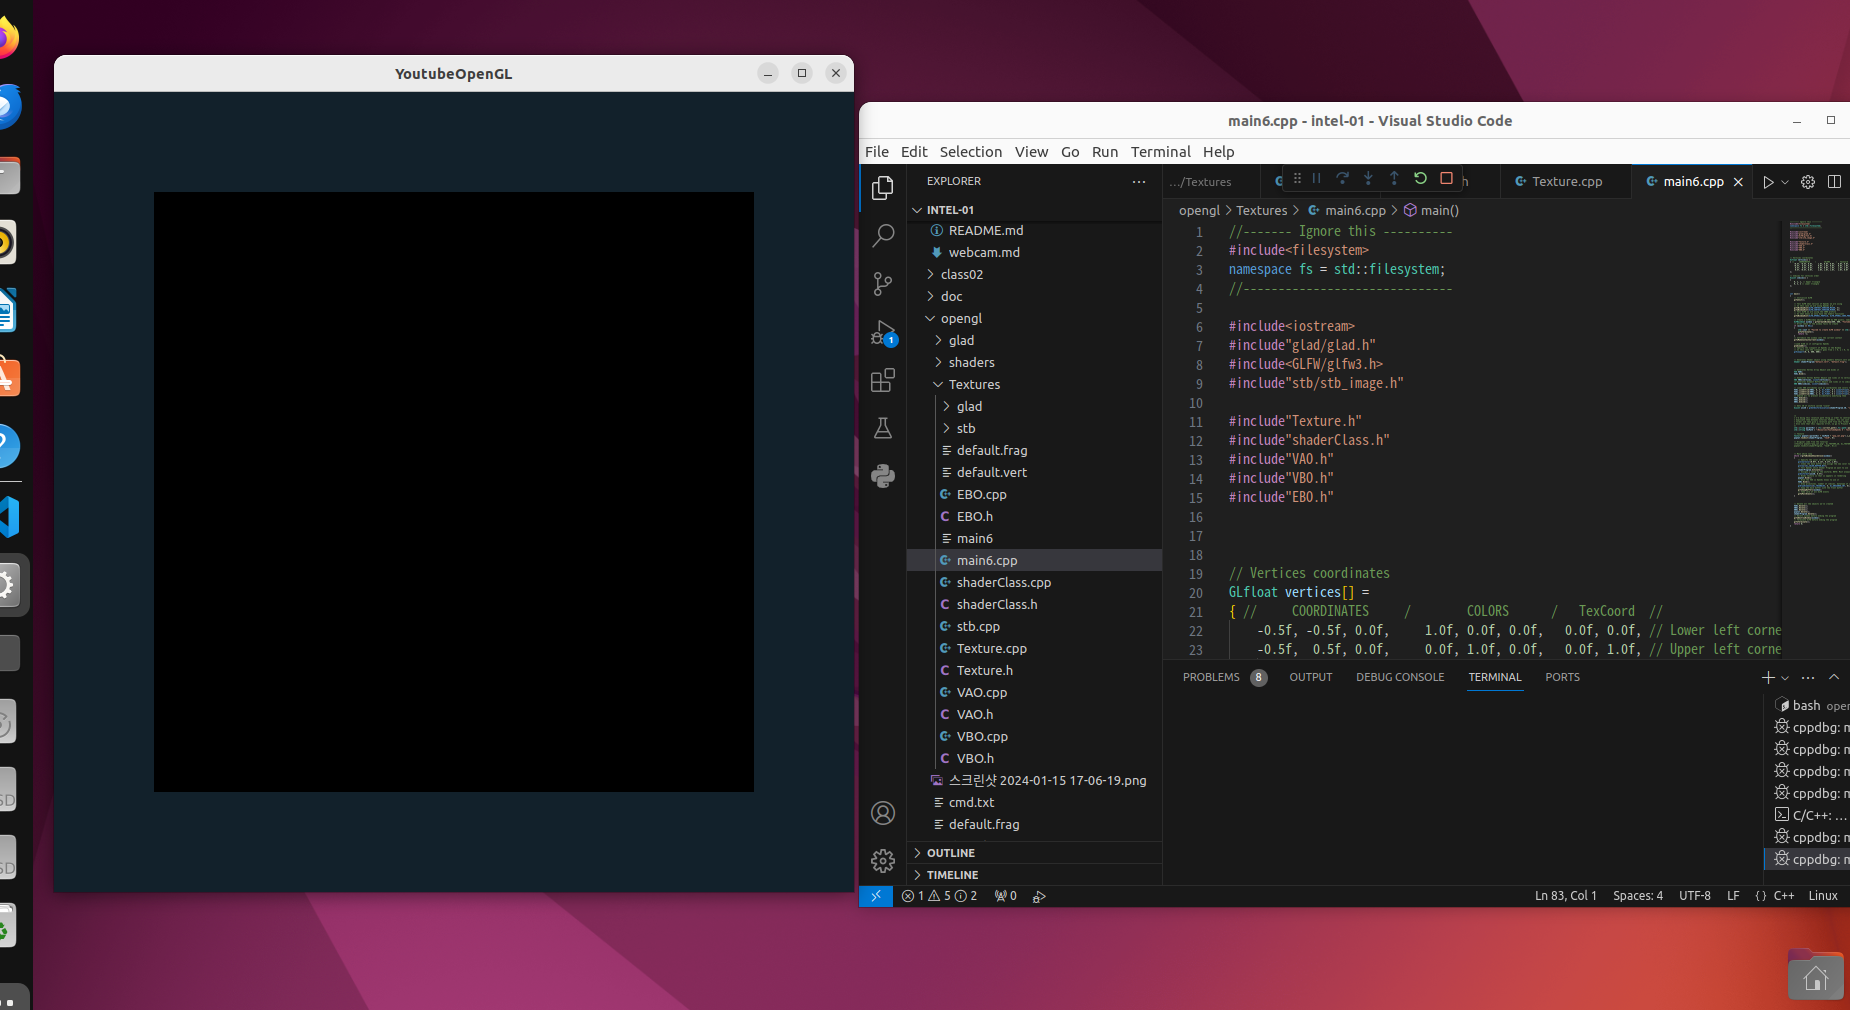 YoutubeOpenGL
main6.cpp - intel-01 - Visual Studio Code
File Edit Selection View Go Run Terminal Help
EXPLORER
.../Textures
h
Texture.cpp
main6.cpp
INTEL-01
README.md
webcam.md
class02
doc
opengl
glad
shaders
Textures
glad
stb
default.frag
default.vert
EBO.cpp
EBO.h
main6
main6.cpp
shaderClass.cpp
shaderClass.h
stb.cpp
Texture.cpp
Texture.h
VAO.cpp
VAO.h
VBO.cpp
VBO.h
스크린샷 2024-01-15 17-06-19.png
cmd.txt
default.frag
OUTLINE
TIMELINE
1
opengl > Textures > main6.cpp > main()
1 //------- Ignore this ----------
2 #include<filesystem>
3 namespace fs = std::filesystem;
4 //------------------------------
5
6 #include<iostream>
7 #include"glad/glad.h"
8 #include<GLFW/glfw3.h>
9 #include"stb/stb_image.h"
10
11 #include"Texture.h"
12 #include"shaderClass.h"
13 #include"VAO.h"
14 #include"VBO.h"
15 #include"EBO.h"
16
17
18
19 // Vertices coordinates
20 GLfloat vertices[] =
21 { // COORDINATES / COLORS / TexCoord //
22 -0.5f, -0.5f, 0.0f, 1.0f, 0.0f, 0.0f, 0.0f, 0.0f, // Lower left corne
23 -0.5f, 0.5f, 0.0f, 0.0f, 1.0f, 0.0f, 0.0f, 1.0f, // Upper left corne
PROBLEMS 8 OUTPUT DEBUG CONSOLE TERMINAL PORTS
bash open
cppdbg: m
cppdbg: m
cppdbg: m
cppdbg: m
C/C++: ...
cppdbg: m
cppdbg: m
1 5 2 0
Ln 83, Col 1 Spaces: 4 UTF-8 LF {} C++ Linux